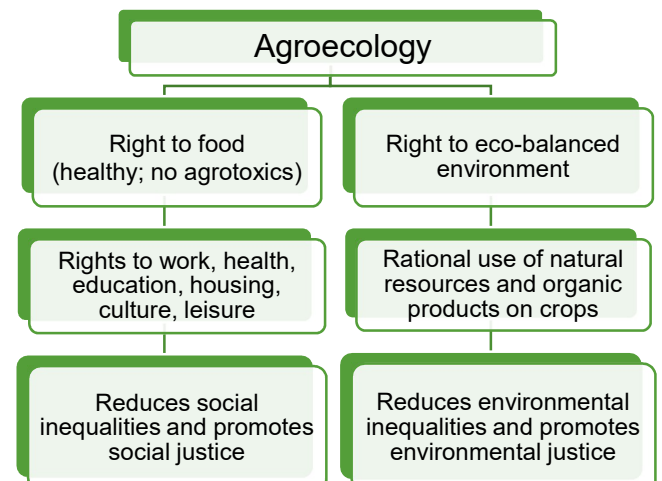 Agroecology
Right to food
(healthy; no agrotoxics)
Right to eco-balanced
environment
Rights to work, health,
education, housing,
culture, leisure
Rational use of natural
resources and organic
products on crops
Reduces social
inequalities and promotes
social justice
Reduces environmental
inequalities and promotes
environmental justice